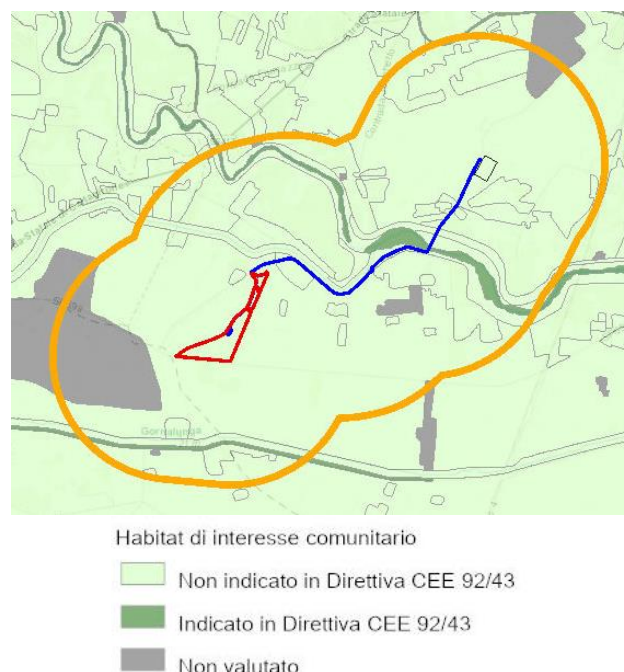 Gornalunga
Habitat di interesse comunitario
Non indicato in Direttiva CEE 92/43
Indicato in Direttiva CEE 92/43
Non valutato